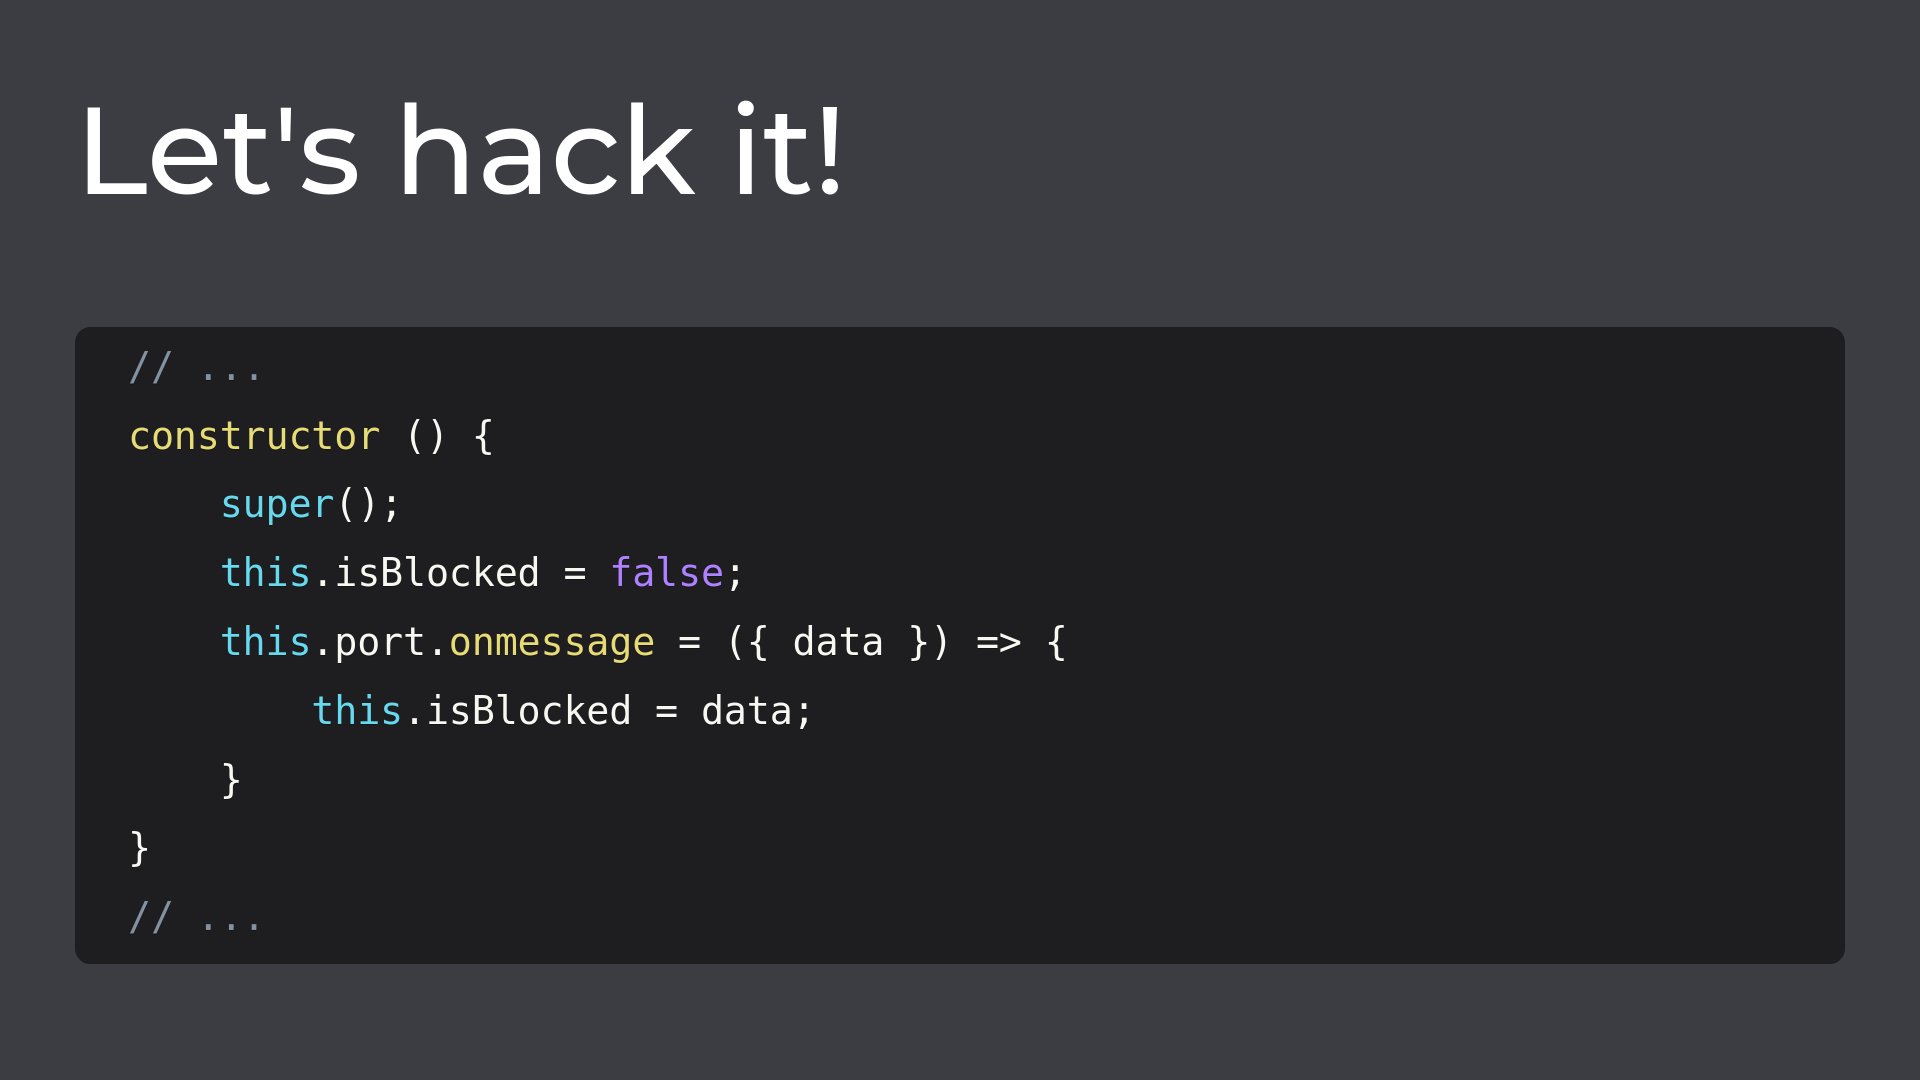 Let's hack it!
// ...
constructor () {
    super();
    this.isBlocked = false;
    this.port.onmessage = ({ data }) => {
        this.isBlocked = data;
    }
}
// ...